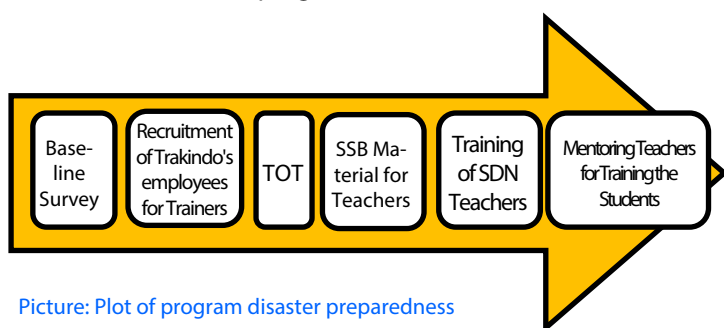 Base-
line
Survey
Recruitment
of Trakindo's
employees
for Trainers
TOT
SSB Ma-
terial for
Teachers
Training
of SDN
Teachers
Mentoring Teachers
for Training the
Students
Picture: Plot of program disaster preparedness